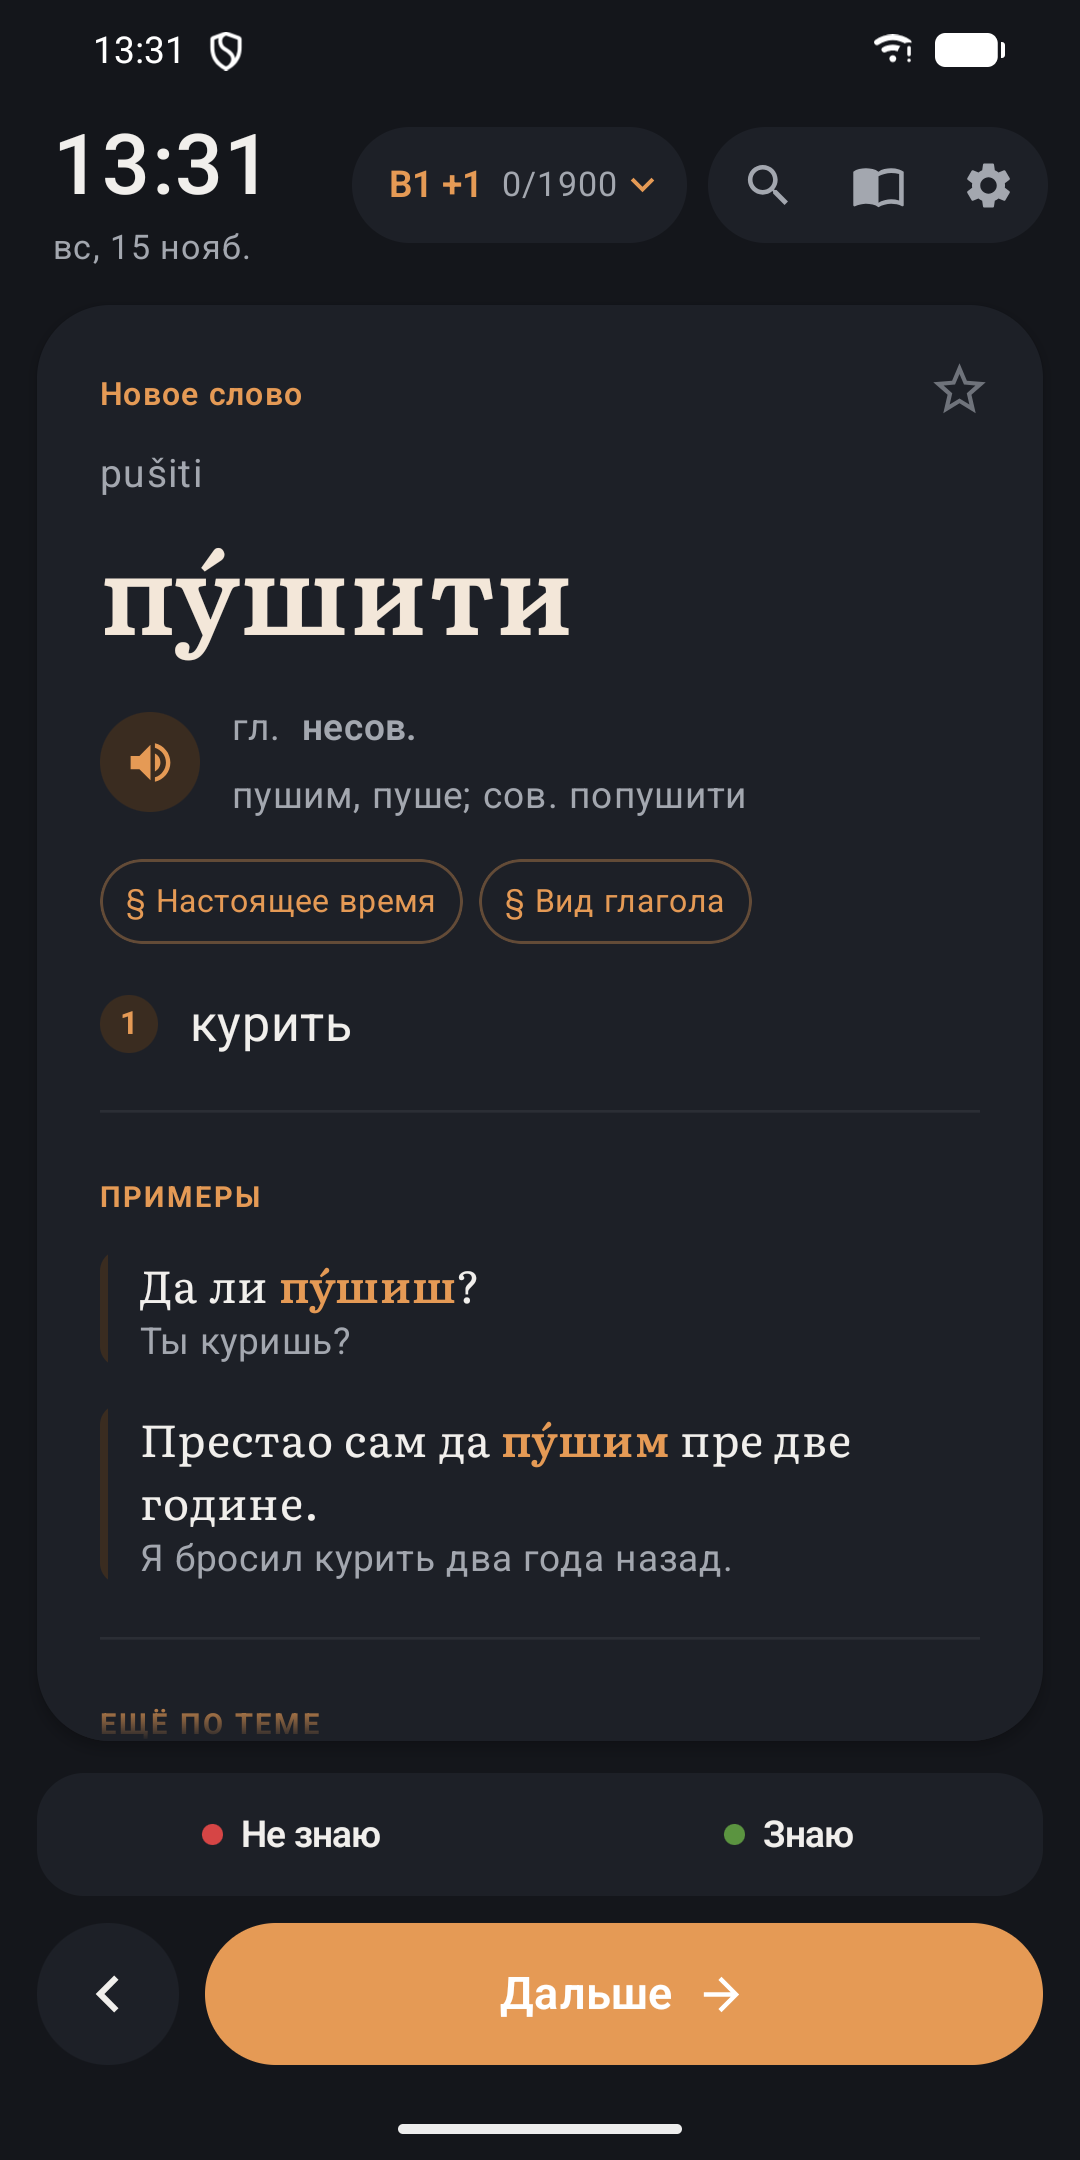 13:31
13:31
вс, 15 нояб.
B1 +1 0/1900
Новое слово
pušiti
пу́шити
гл. несов.
пушим, пуше; сов. попушити
§ Настоящее время
§ Вид глагола
1 курить
ПРИМЕРЫ
Да ли пу́шиш?
Ты куришь?
Престао сам да пу́шим пре две
године.
Я бросил курить два года назад.
ЕЩЁ ПО ТЕМЕ
Не знаю
Знаю
Дальше →